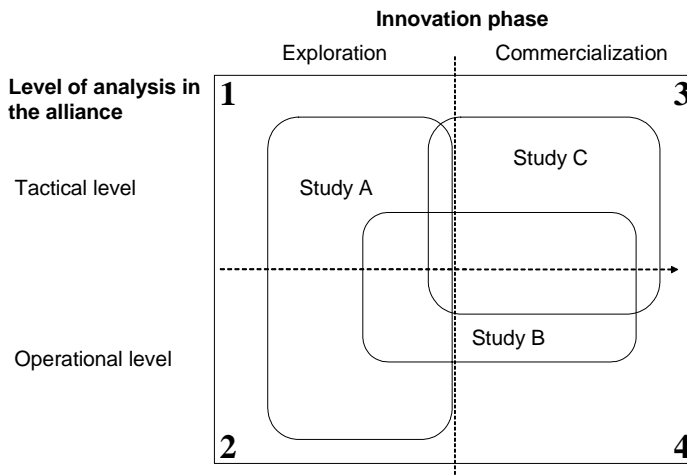 Innovation phase
Exploration
Commercialization
Level of analysis in
the alliance
1
3
Study C
Tactical level
Study A
Study B
Operational level
2
4